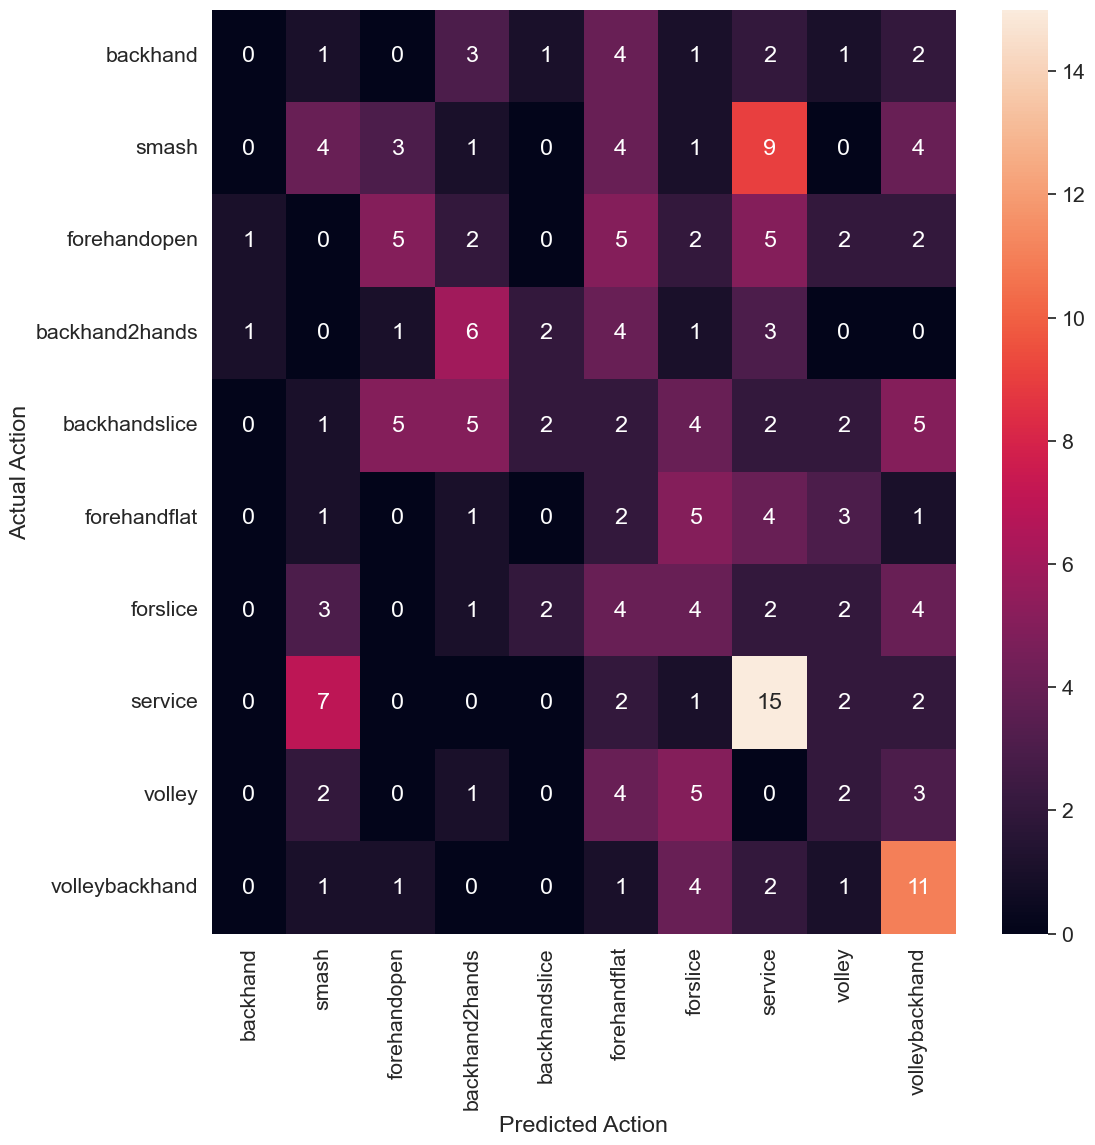 backhand 0 1 0 3 1 4 1 2 1 2
smash 0 4 3 1 0 4 1 9 0 4
forehandopen 1 0 5 2 0 5 2 5 2 2
backhand2hands 1 0 1 6 2 4 1 3 0 0
backhandslice 0 1 5 5 2 2 4 2 2 5
forehandflat 0 1 0 1 0 2 5 4 3 1
forslice 0 3 0 1 2 4 4 2 2 4
service 0 7 0 0 0 2 1 15 2 2
volley 0 2 0 1 0 4 5 0 2 3
volleybackhand 0 1 1 0 0 1 4 2 1 11
Actual Action
backhand
smash
forehandopen
backhand2hands
backhandslice
forehandflat
forslice
service
volley
volleybackhand
Predicted Action
14
12
10
8
6
4
2
0